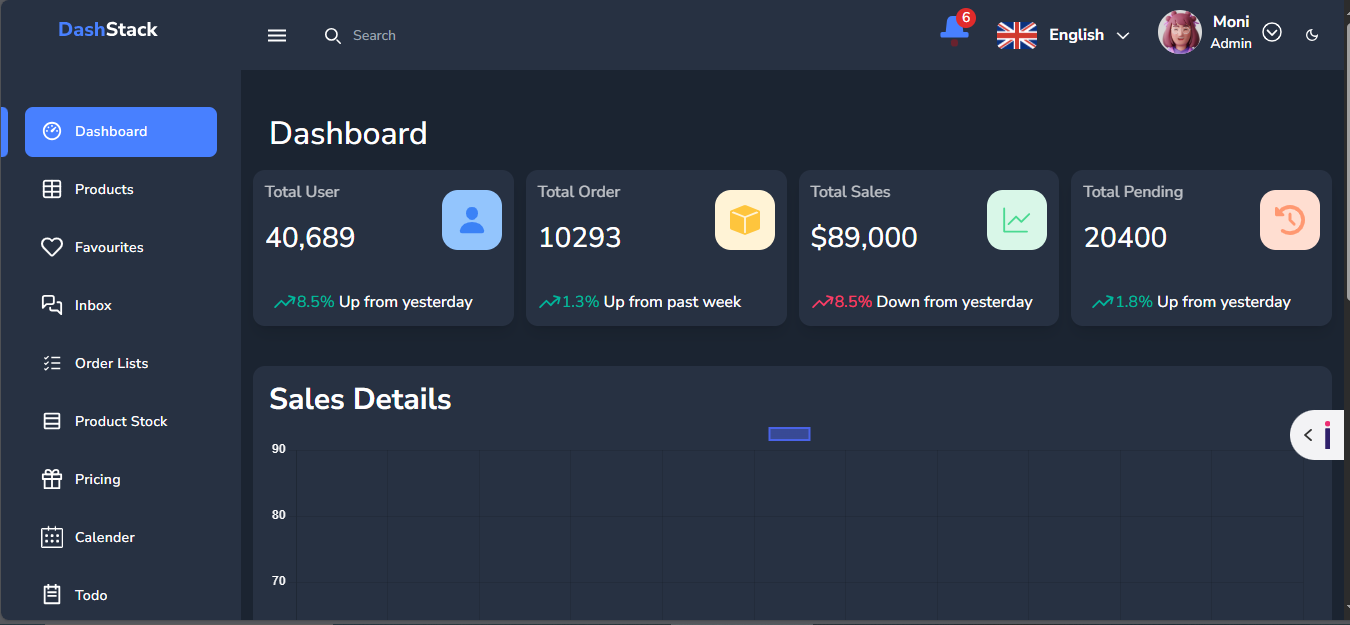 DashStack
Search
6
English
Moni
Admin
Dashboard
Products
Favourites
Inbox
Order Lists
Product Stock
Pricing
Calender
Todo
Dashboard
Total User
40,689
8.5% Up from yesterday
Total Order
10293
1.3% Up from past week
Total Sales
$89,000
8.5% Down from yesterday
Total Pending
20400
1.8% Up from yesterday
Sales Details
90
80
70